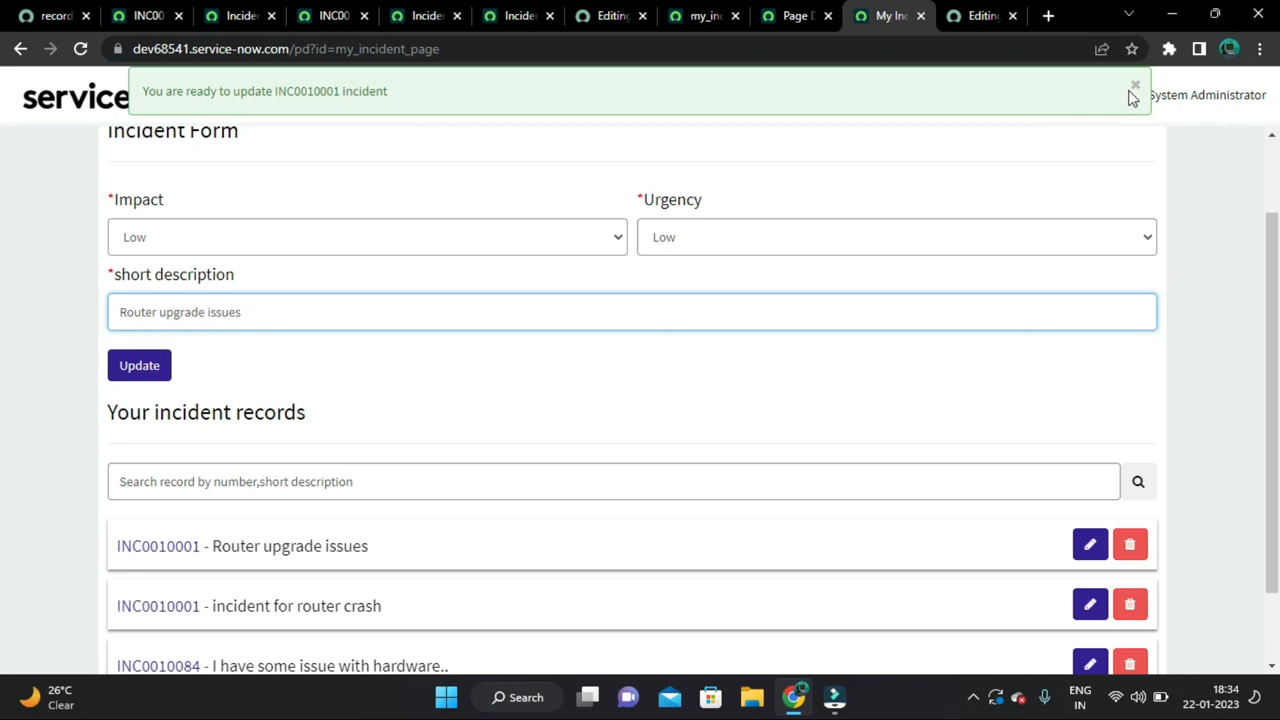 record
INC00
Inciden
INC00
Inciden
Inciden
Editing
my_inc
Page D
My Inc
Editing
dev68541.service-now.com/pd?id=my_incident_page
service
You are ready to update INC0010001 incident
System Administrator
Incident Form
*Impact
*Urgency
Low
Low
*short description
Router upgrade issues
Update
Your incident records
Search record by number,short description
INC0010001 - Router upgrade issues
INC0010001 - incident for router crash
INC0010084 - I have some issue with hardware..
26°C
Clear
Search
ENG
IN
18:34
22-01-2023